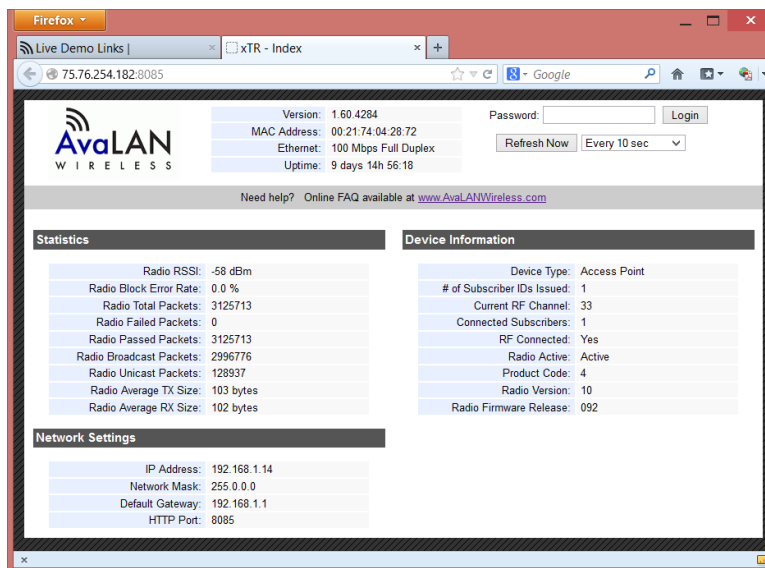 Firefox
Live Demo Links |
xTR - Index
75.76.254.182:8085
Google
AvaLAN
WIRELESS
Version: 1.60.4284
MAC Address: 00:21:74:04:28:72
Ethernet: 100 Mbps Full Duplex
Uptime: 9 days 14h 56:18
Password:
Login
Refresh Now
Every 10 sec
Need help? Online FAQ available at www.AvaLANWireless.com
Statistics
Radio RSSI: -58 dBm
Radio Block Error Rate: 0.0 %
Radio Total Packets: 3125713
Radio Failed Packets: 0
Radio Passed Packets: 3125713
Radio Broadcast Packets: 2996776
Radio Unicast Packets: 128937
Radio Average TX Size: 103 bytes
Radio Average RX Size: 102 bytes
Device Information
Device Type: Access Point
# of Subscriber IDs Issued: 1
Current RF Channel: 33
Connected Subscribers: 1
RF Connected: Yes
Radio Active: Active
Product Code: 4
Radio Version: 10
Radio Firmware Release: 092
Network Settings
IP Address: 192.168.1.14
Network Mask: 255.0.0.0
Default Gateway: 192.168.1.1
HTTP Port: 8085